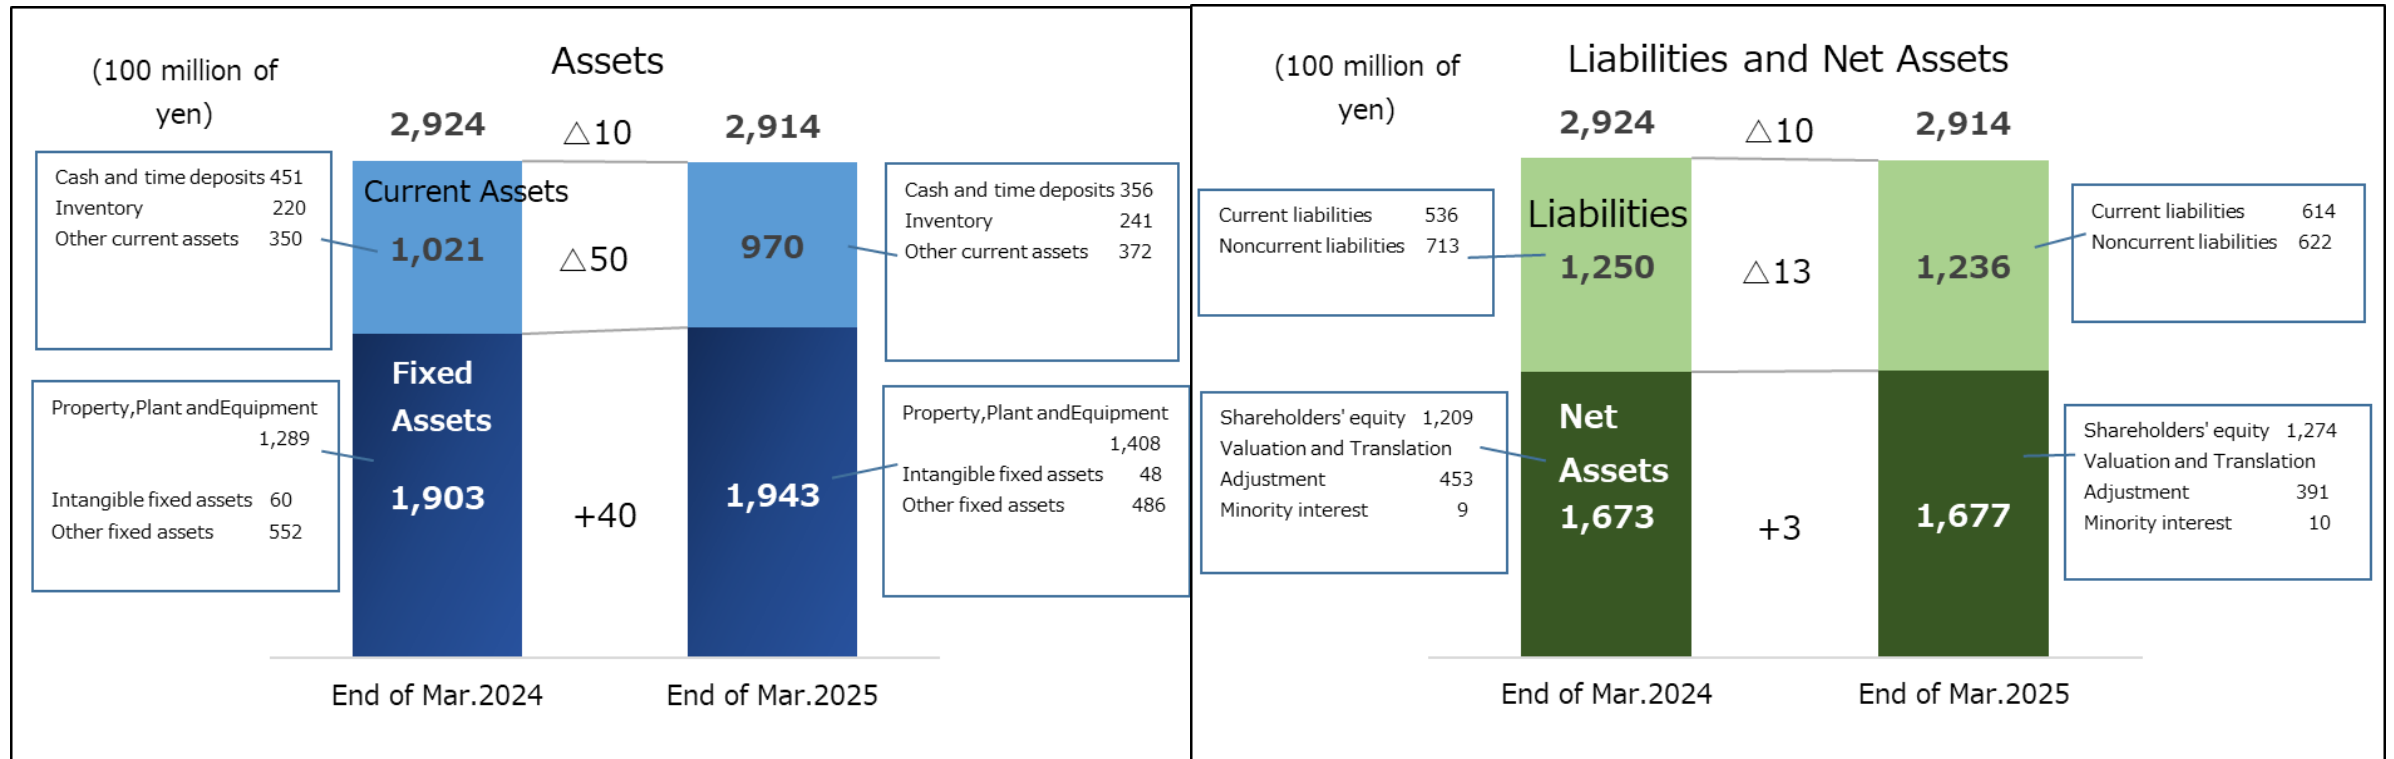 Assets
(100 million of
yen)
2,924 △10 2,914
Cash and time deposits 451
Inventory 220
Other current assets 350
Current Assets
1,021
△50
970
Cash and time deposits 356
Inventory 241
Other current assets 372
Property,Plant andEquipment
1,289
Intangible fixed assets 60
Other fixed assets 552
Fixed
Assets
1,903
+40
1,943
Property,Plant andEquipment
1,408
Intangible fixed assets 48
Other fixed assets 486
End of Mar.2024 End of Mar.2025
Liabilities and Net Assets
(100 million of
yen)
2,924 △10 2,914
Current liabilities 536
Noncurrent liabilities 713
Liabilities
1,250
△13
1,236
Current liabilities 614
Noncurrent liabilities 622
Shareholders' equity 1,209
Valuation and Translation
Adjustment 453
Minority interest 9
Net
Assets
1,673
+3
1,677
Shareholders' equity 1,274
Valuation and Translation
Adjustment 391
Minority interest 10
End of Mar.2024 End of Mar.2025